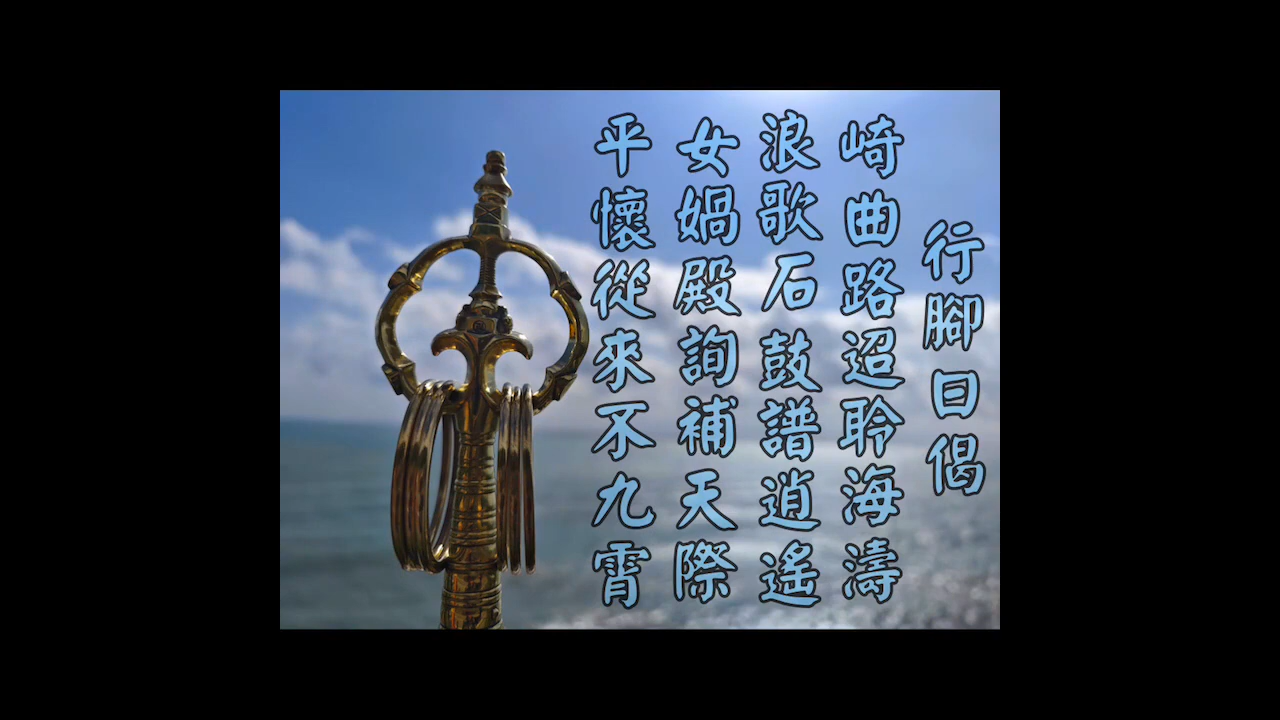 行腳日偈
崎曲路迢聆海濤
浪歌石鼓譜逍遙
女媧殿詢補天際
平懷從來不九霄